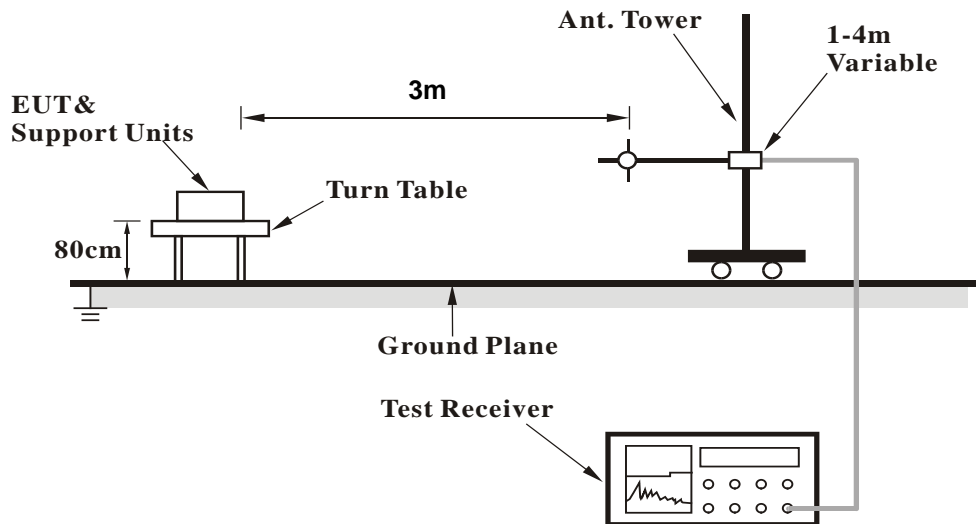 Ant. Tower
1-4m
Variable
3m
EUT&
Support Units
Turn Table
80cm
Ground Plane
Test Receiver